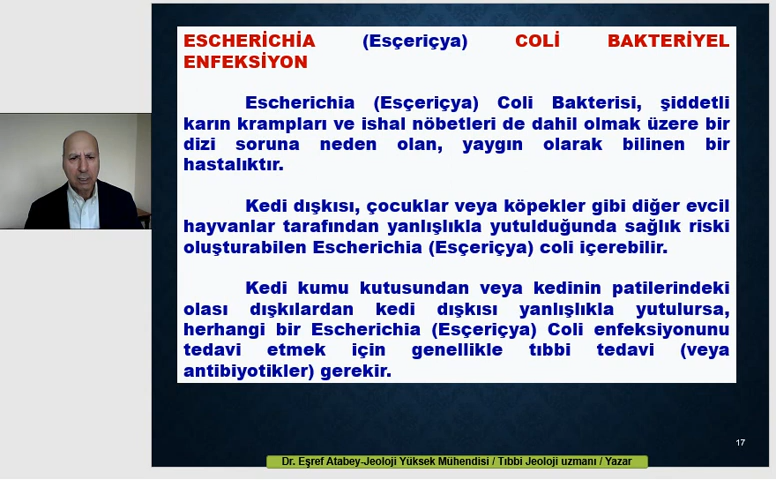 ESCHERİCHİA (Esçeriçya) COLİ BAKTERİYEL
ENFEKSİYON
Escherichia (Esçeriçya) Coli Bakterisi, şiddetli
karın krampları ve ishal nöbetleri de dahil olmak üzere bir
dizi soruna neden olan, yaygın olarak bilinen bir
hastalıktır.
Kedi dışkısı, çocuklar veya köpekler gibi diğer evcil
hayvanlar tarafından yanlışlıkla yutulduğunda sağlık riski
oluşturabilen Escherichia (Esçeriçya) coli içerebilir.
Kedi kumu kutusundan veya kedinin patilerindeki
olası dışkılardan kedi dışkısı yanlışlıkla yutulursa,
herhangi bir Escherichia (Esçeriçya) Coli enfeksiyonunu
tedavi etmek için genellikle tıbbi tedavi (veya
antibiyotikler) gerekir.
17
Dr. Eşref Atabey-Jeoloji Yüksek Mühendisi / Tıbbi Jeoloji uzmanı / Yazar